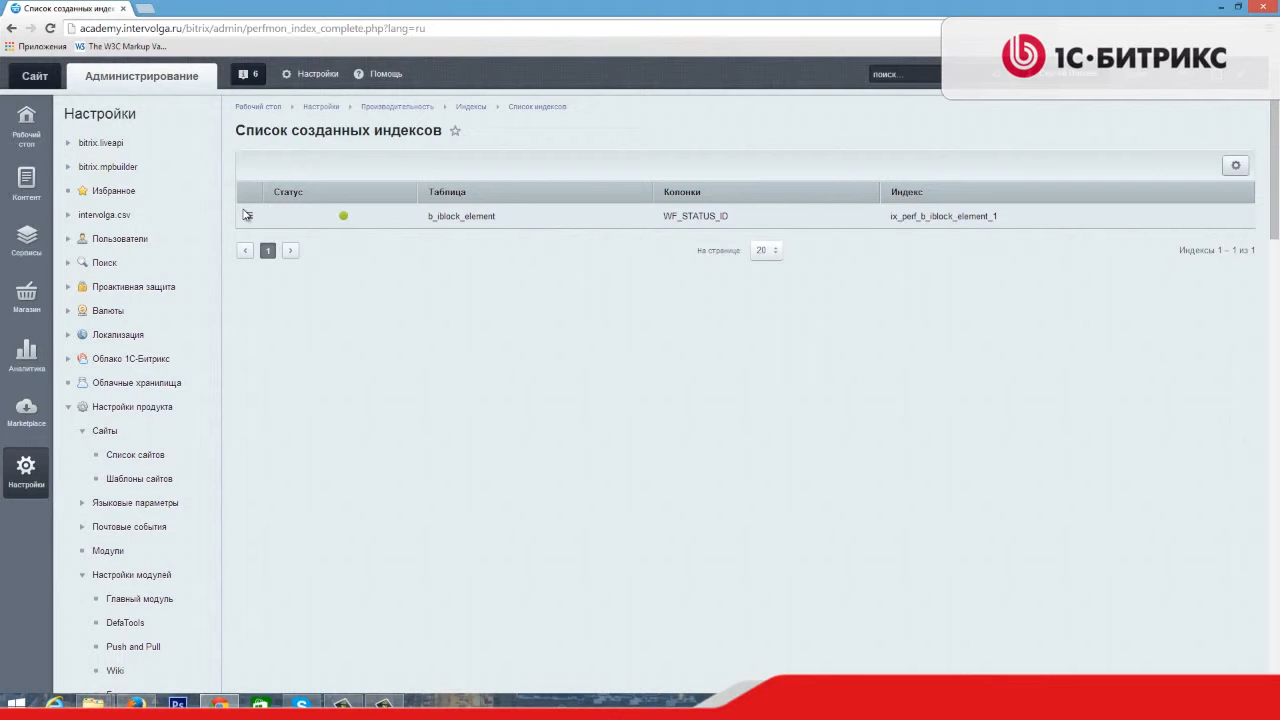 Список созданных индекс
academy.intervolga.ru/bitrix/admin/perfmon_index_complete.php?lang=ru
Приложения
The W3C Markup Va...
1С-БИТРИКС
Сайт
Администрирование
6
Настройки
Помощь
поиск...
Рабочий стол
Контент
Сервисы
Магазин
Аналитика
Marketplace
Настройки
Настройки
bitrix.liveapi
bitrix.mpbuilder
Избранное
intervolga.csv
Пользователи
Поиск
Проактивная защита
Валюты
Локализация
Облако 1С-Битрикс
Облачные хранилища
Настройки продукта
Сайты
Список сайтов
Шаблоны сайтов
Языковые параметры
Почтовые события
Модули
Настройки модулей
Главный модуль
DefaTools
Push and Pull
Wiki
Рабочий стол Настройки Производительность Индексы Список индексов
Список созданных индексов
Статус Таблица Колонки Индекс
b_iblock_element WF_STATUS_ID ix_perf_b_iblock_element_1
1
На странице: 20
Индексы 1 – 1 из 1